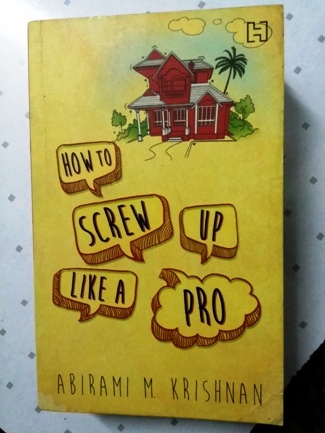 HOW TO
SCREW UP
LIKE A PRO
ABIRAMI M. KRISHNAN